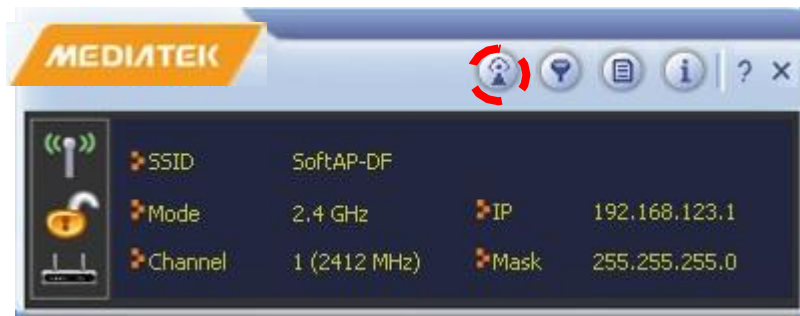 MEDIATEK
i ? ×
SSID SoftAP-DF
Mode 2.4 GHz IP 192.168.123.1
Channel 1 (2412 MHz) Mask 255.255.255.0